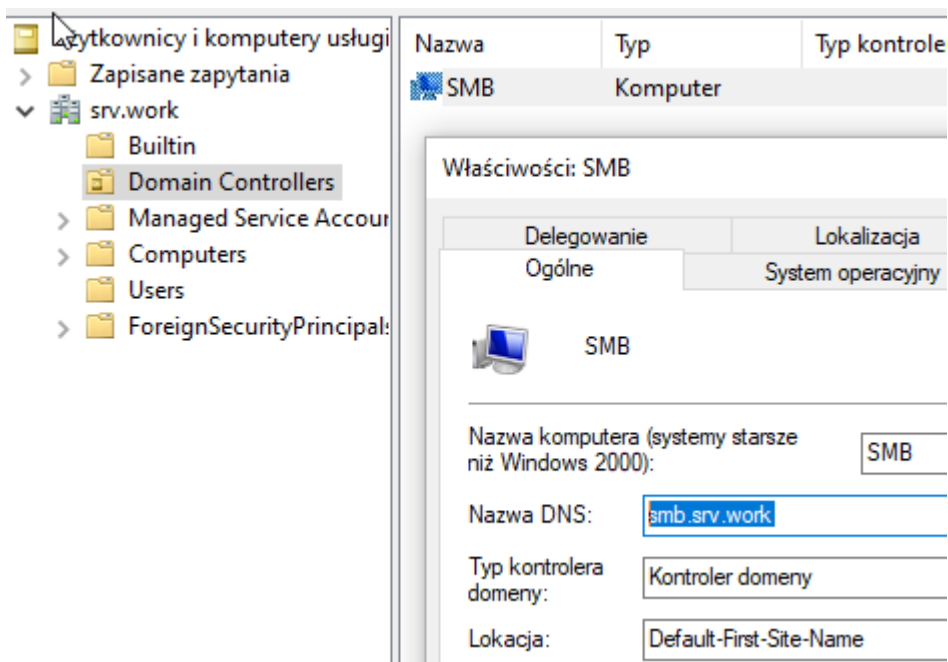 Użytkownicy i komputery usługi
Zapisane zapytania
srv.work
Builtin
Domain Controllers
Managed Service Accour
Computers
Users
ForeignSecurityPrincipals
Nazwa Typ Typ kontrole
SMB Komputer
Właściwości: SMB
Delegowanie Lokalizacja
Ogólne System operacyjny
SMB
Nazwa komputera (systemy starsze
niż Windows 2000):
SMB
Nazwa DNS: smb.srv.work
Typ kontrolera
domeny:
Kontroler domeny
Lokacja: Default-First-Site-Name